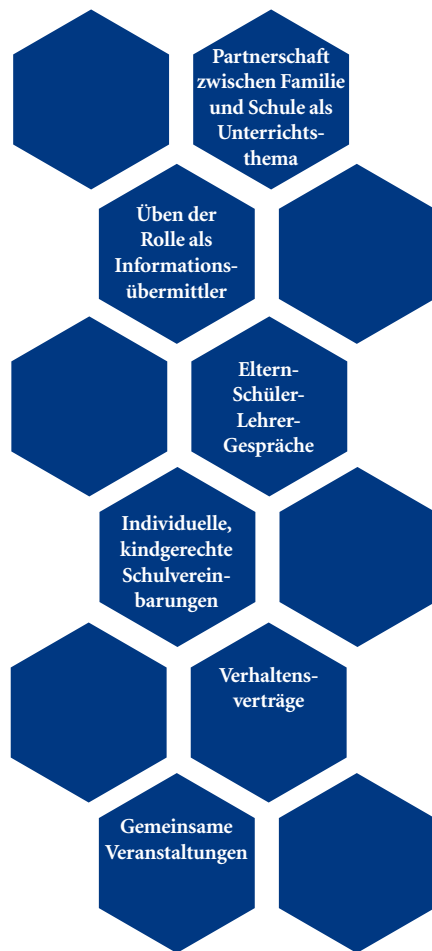 Partnerschaft
zwischen Familie
und Schule als
Unterrichts-
thema
Üben der
Rolle als
Informations-
übermittler
Eltern-
Schüler-
Lehrer-
Gespräche
Individuelle,
kindgerechte
Schulverein-
barungen
Verhaltens-
verträge
Gemeinsame
Veranstaltungen